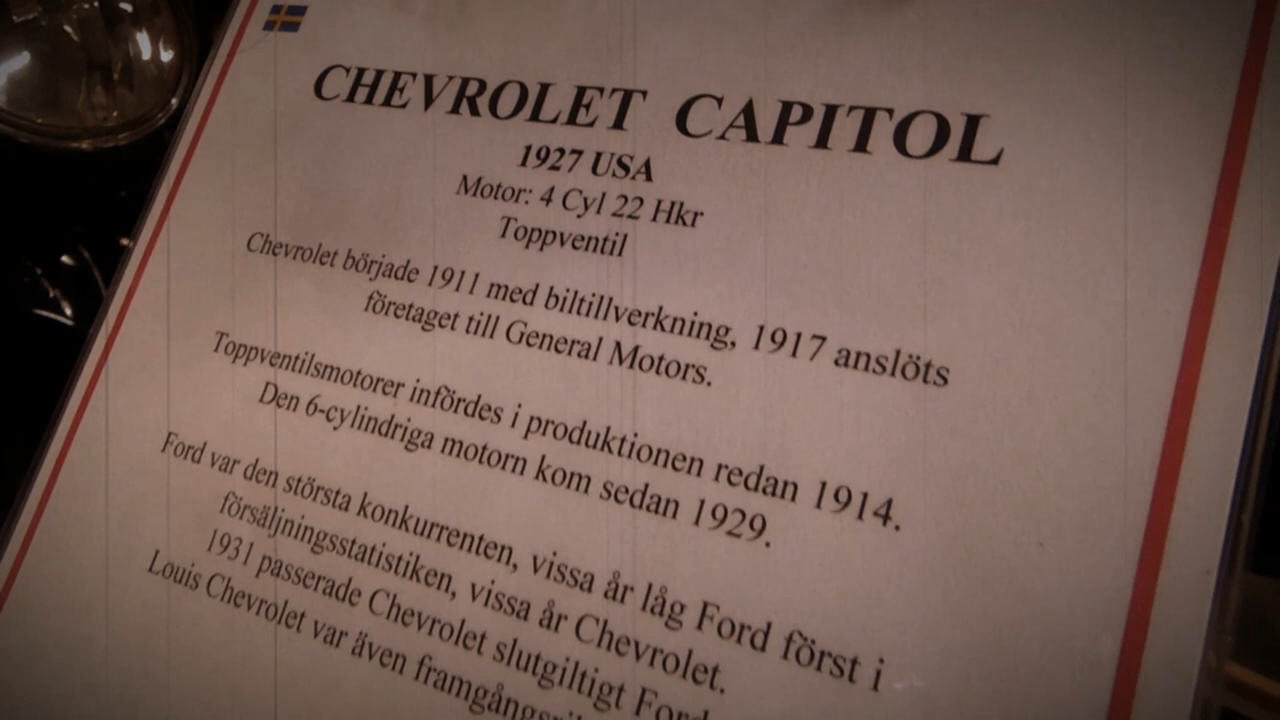 CHEVROLET CAPITOL
1927 USA
Motor: 4 Cyl 22 Hkr
Toppventil
Chevrolet började 1911 med biltillverkning, 1917 anslöts
företaget till General Motors.
Toppventilsmotorer infördes i produktionen redan 1914.
Den 6-cylindriga motorn kom sedan 1929.
Ford var den största konkurrenten, vissa år låg Ford först i
försäljningsstatistiken, vissa år Chevrolet.
1931 passerade Chevrolet slutgiltigt Ford
Louis Chevrolet var även